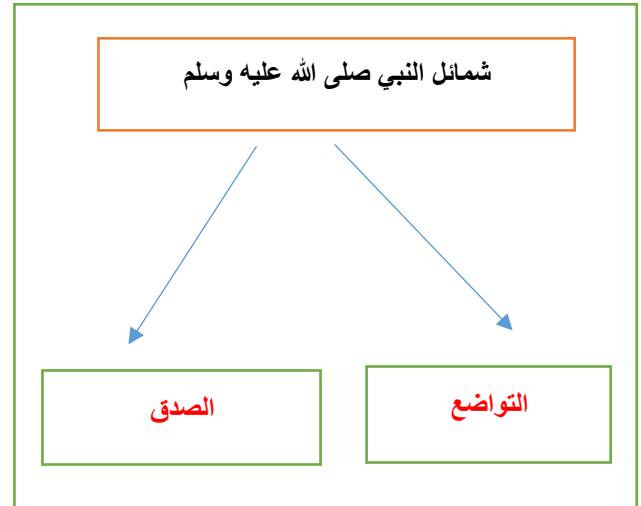 شمائل النبي صلى الله عليه وسلم
التواضع
الصدق